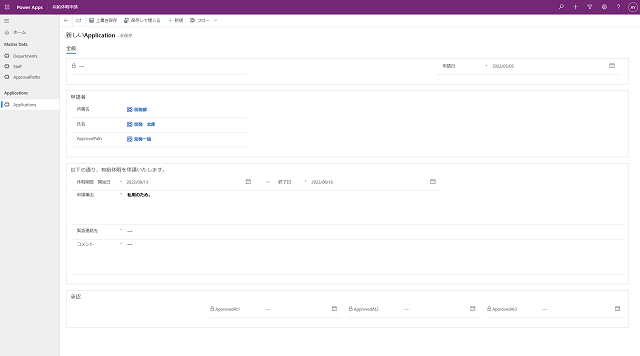 Power Apps 有給休暇申請
上書き保存 保存して閉じる 新規 フロー
ホーム
新しいApplication - 未保存
Master Data
全般
Departments
Staff
--- 申請日 * 2022/05/02
ApprovalPaths
Applications
申請者
Applications
所属名 開発部
氏名 開発 太郎
ApprovalPath 開発一般
以下の通り、有給休暇を申請いたします。
休暇期間 開始日 * 2022/06/13 ～ 終了日 * 2022/06/16
申請事由 * 私用のため。
緊急連絡先 * ---
コメント * ---
承認
ApprovedAt1 --- ApprovedAt2 --- ApprovedAt3 ---